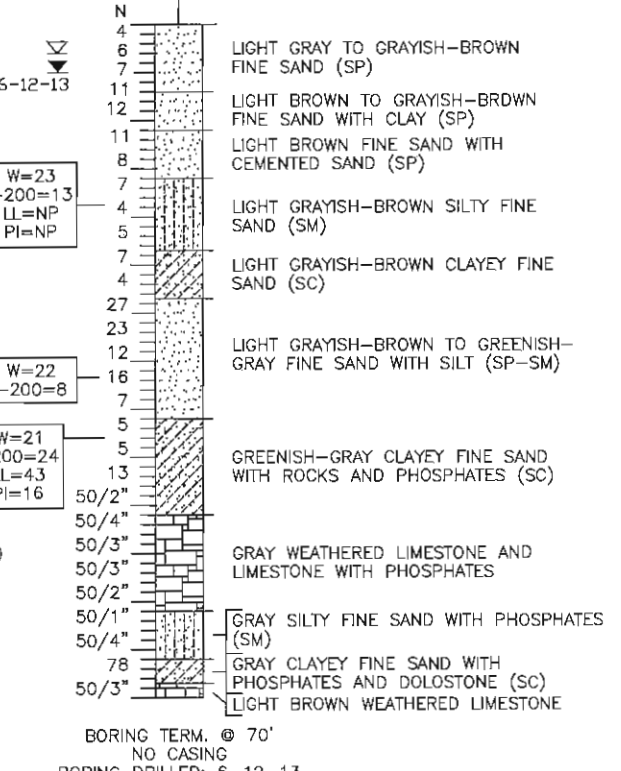 N
4
6
7
6-12-13
11
12
11
8
7
4
5
7
4
27
23
12
16
7
5
5
13
50/2"
50/4"
50/3"
50/3"
50/2"
50/1"
50/4"
78
50/3"
W=23
-200=13
LL=NP
PI=NP
W=22
-200=8
W=21
200=24
LL=43
PI=16
LIGHT GRAY TO GRAYISH-BROWN
FINE SAND (SP)
LIGHT BROWN TO GRAYISH-BROWN
FINE SAND WITH CLAY (SP)
LIGHT BROWN FINE SAND WITH
CEMENTED SAND (SP)
LIGHT GRAYISH-BROWN SILTY FINE
SAND (SM)
LIGHT GRAYISH-BROWN CLAYEY FINE
SAND (SC)
LIGHT GRAYISH-BROWN TO GREENISH-
GRAY FINE SAND WITH SILT (SP-SM)
GREENISH-GRAY CLAYEY FINE SAND
WITH ROCKS AND PHOSPHATES (SC)
GRAY WEATHERED LIMESTONE AND
LIMESTONE WITH PHOSPHATES
GRAY SILTY FINE SAND WITH PHOSPHATES
(SM)
GRAY CLAYEY FINE SAND WITH
PHOSPHATES AND DOLOSTONE (SC)
LIGHT BROWN WEATHERED LIMESTONE
BORING TERM. @ 70'
NO CASING
BORING DRILLED: 6-12-13